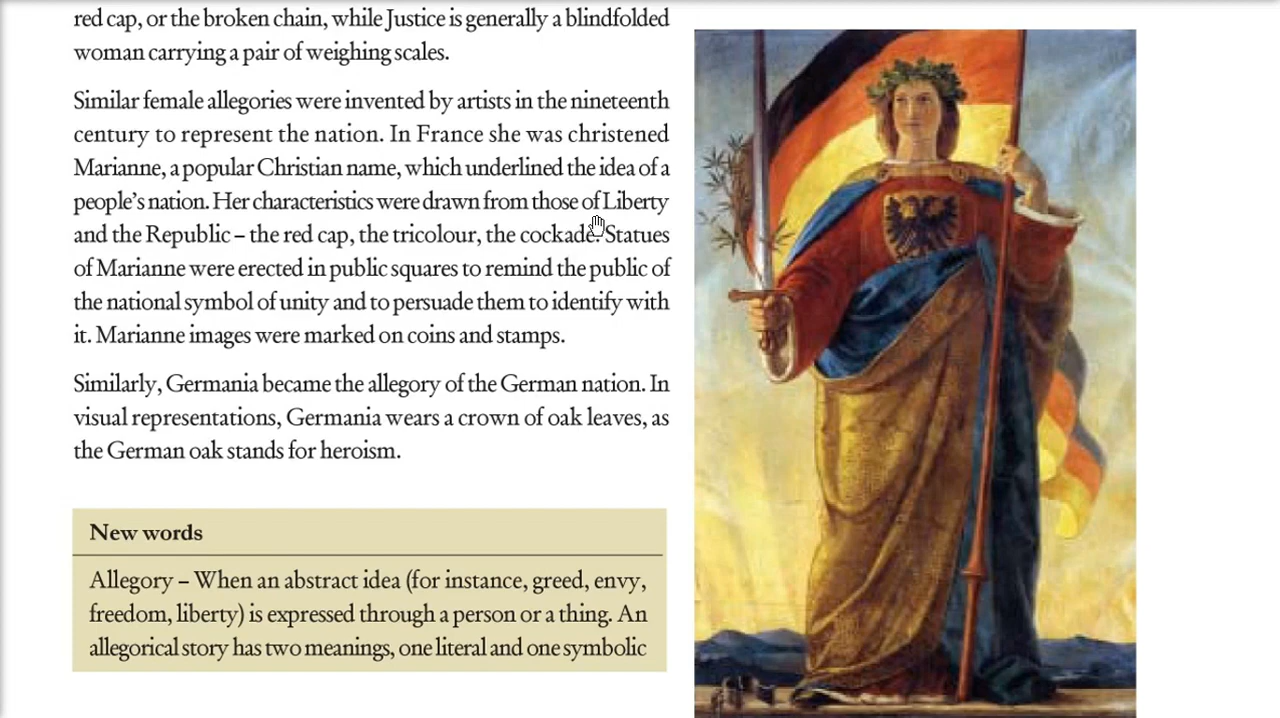 red cap, or the broken chain, while Justice is generally a blindfolded
woman carrying a pair of weighing scales.
Similar female allegories were invented by artists in the nineteenth
century to represent the nation. In France she was christened
Marianne, a popular Christian name, which underlined the idea of a
people's nation. Her characteristics were drawn from those of Liberty
and the Republic – the red cap, the tricolour, the cockade. Statues
of Marianne were erected in public squares to remind the public of
the national symbol of unity and to persuade them to identify with
it. Marianne images were marked on coins and stamps.
Similarly, Germania became the allegory of the German nation. In
visual representations, Germania wears a crown of oak leaves, as
the German oak stands for heroism.
New words
Allegory – When an abstract idea (for instance, greed, envy,
freedom, liberty) is expressed through a person or a thing. An
allegorical story has two meanings, one literal and one symbolic